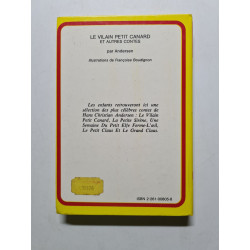 LE VILAIN PETIT CANARD
ET AUTRES CONTES
par Andersen
illustrations de Françoise Boudignon
Les enfants retrouveront ici une
sélection des plus célèbres contes de
Hans Christian Andersen : Le Vilain
Petit Canard, La Petite Sirène, Une
Semaine Du Petit Elfe Ferme-L'œil,
Le Petit Claus Et Le Grand Claus.